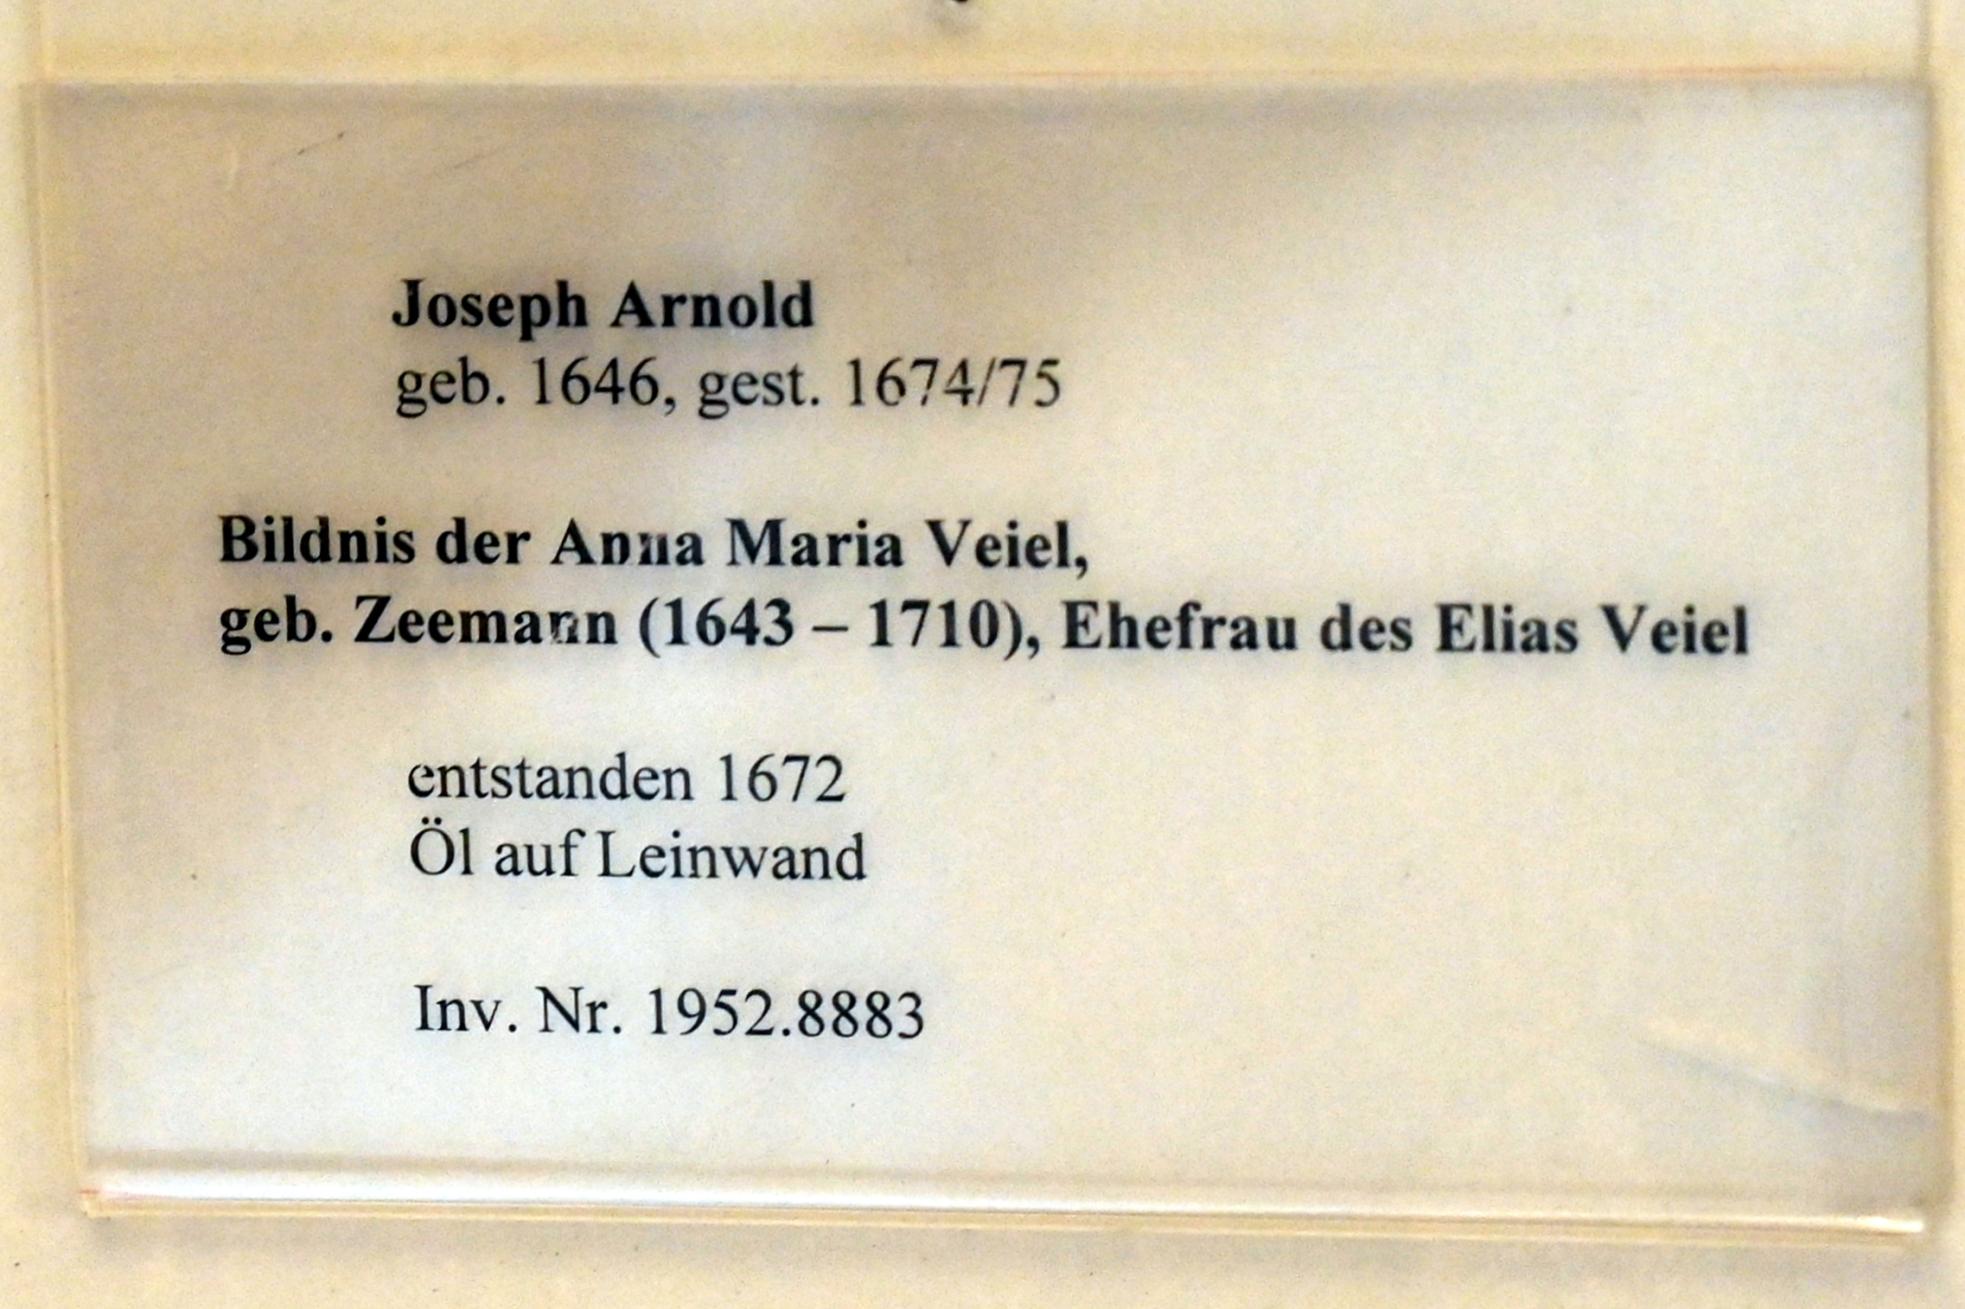 Joseph Arnold
geb. 1646, gest. 1674/75
Bildnis der Anna Maria Veiel,
geb. Zeemann (1643 – 1710), Ehefrau des Elias Veiel
entstanden 1672
Öl auf Leinwand
Inv. Nr. 1952.8883